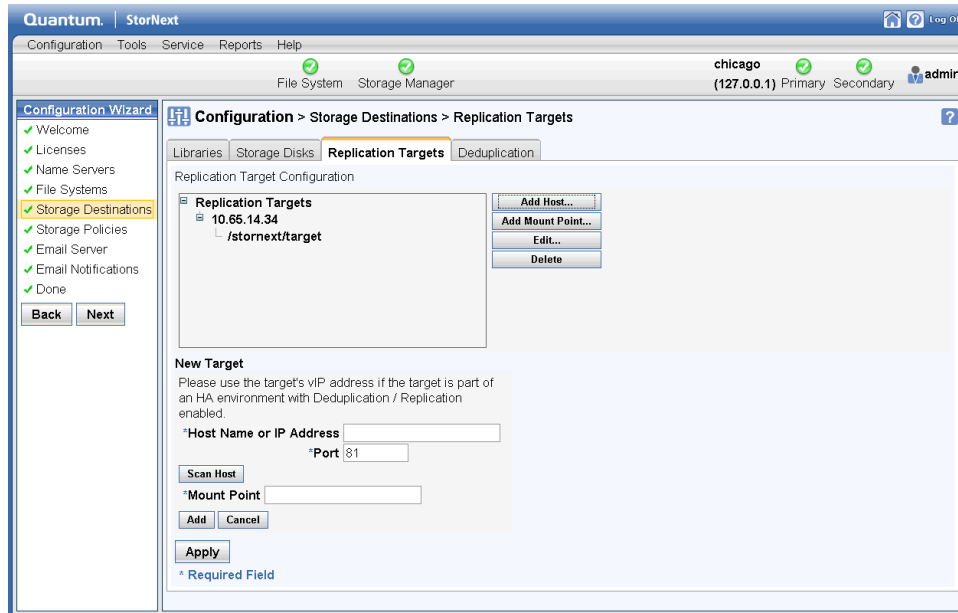 Quantum. StorNext
Log Of
Configuration Tools Service Reports Help
File System Storage Manager
chicago
(127.0.0.1) Primary Secondary
admin
Configuration Wizard
Welcome
Licenses
Name Servers
File Systems
Storage Destinations
Storage Policies
Email Server
Email Notifications
Done
Back Next
Configuration > Storage Destinations > Replication Targets
Libraries Storage Disks Replication Targets Deduplication
Replication Target Configuration
Replication Targets
10.65.14.34
/stornext/target
Add Host...
Add Mount Point...
Edit...
Delete
New Target
Please use the target's vIP address if the target is part of
an HA environment with Deduplication / Replication
enabled.
*Host Name or IP Address
*Port 81
Scan Host
*Mount Point
Add Cancel
Apply
* Required Field